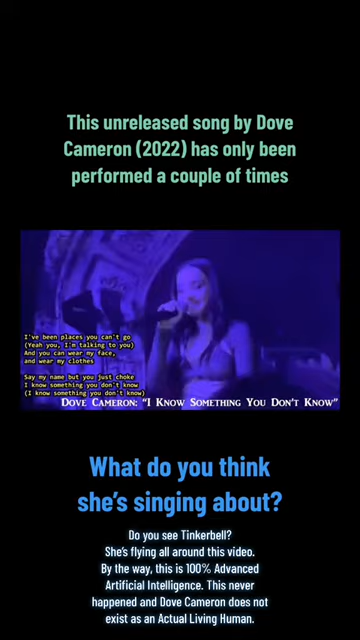 This unreleased song by Dove
Cameron (2022) has only been
performed a couple of times
I've been places you can't go
(Yeah you, I'm talking to you)
And you can wear my face,
and wear my clothes
Say my name but you just choke
I know something you don't know
(I know something you don't know)
Dove Cameron: “I Know Something You Don't Know”
What do you think
she's singing about?
Do you see Tinkerbell?
She's flying all around this video.
By the way, this is 100% Advanced
Artificial Intelligence. This never
happened and Dove Cameron does not
exist as an Actual Living Human.